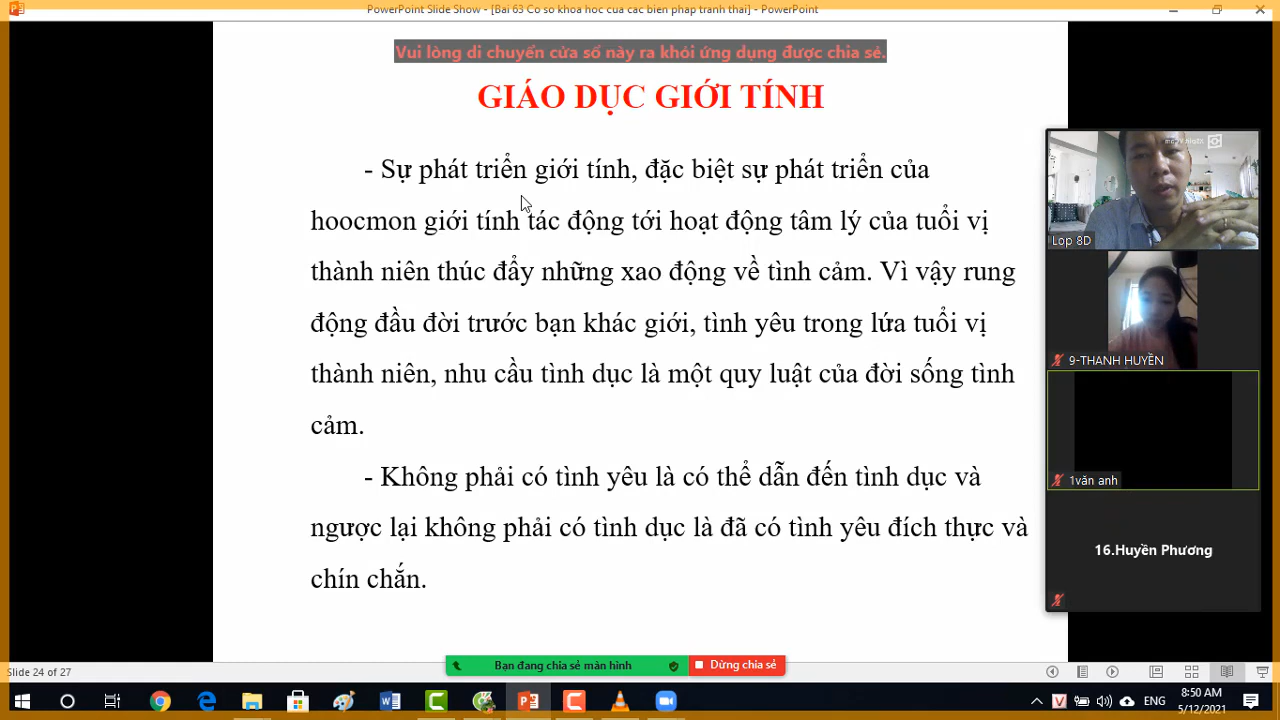 PowerPoint Slide Show - [Bai 63 Co so khoa hoc cua cac bien phap tranh thai] - PowerPoint
Vui lòng di chuyển cửa sổ này ra khỏi ứng dụng được chia sẻ.
GIÁO DỤC GIỚI TÍNH
- Sự phát triển giới tính, đặc biệt sự phát triển của
hoocmon giới tính tác động tới hoạt động tâm lý của tuổi vị
thành niên thúc đẩy những xao động về tình cảm. Vì vậy rung
động đầu đời trước bạn khác giới, tình yêu trong lứa tuổi vị
thành niên, nhu cầu tình dục là một quy luật của đời sống tình
cảm.
- Không phải có tình yêu là có thể dẫn đến tình dục và
ngược lại không phải có tình dục là đã có tình yêu đích thực và
chín chắn.
Lop 8D
9-THANH HUYỀN
1văn anh
16.Huyền Phương
Slide 24 of 27
Bạn đang chia sẻ màn hình
Dừng chia sẻ
ENG
8:50 AM
5/12/2021